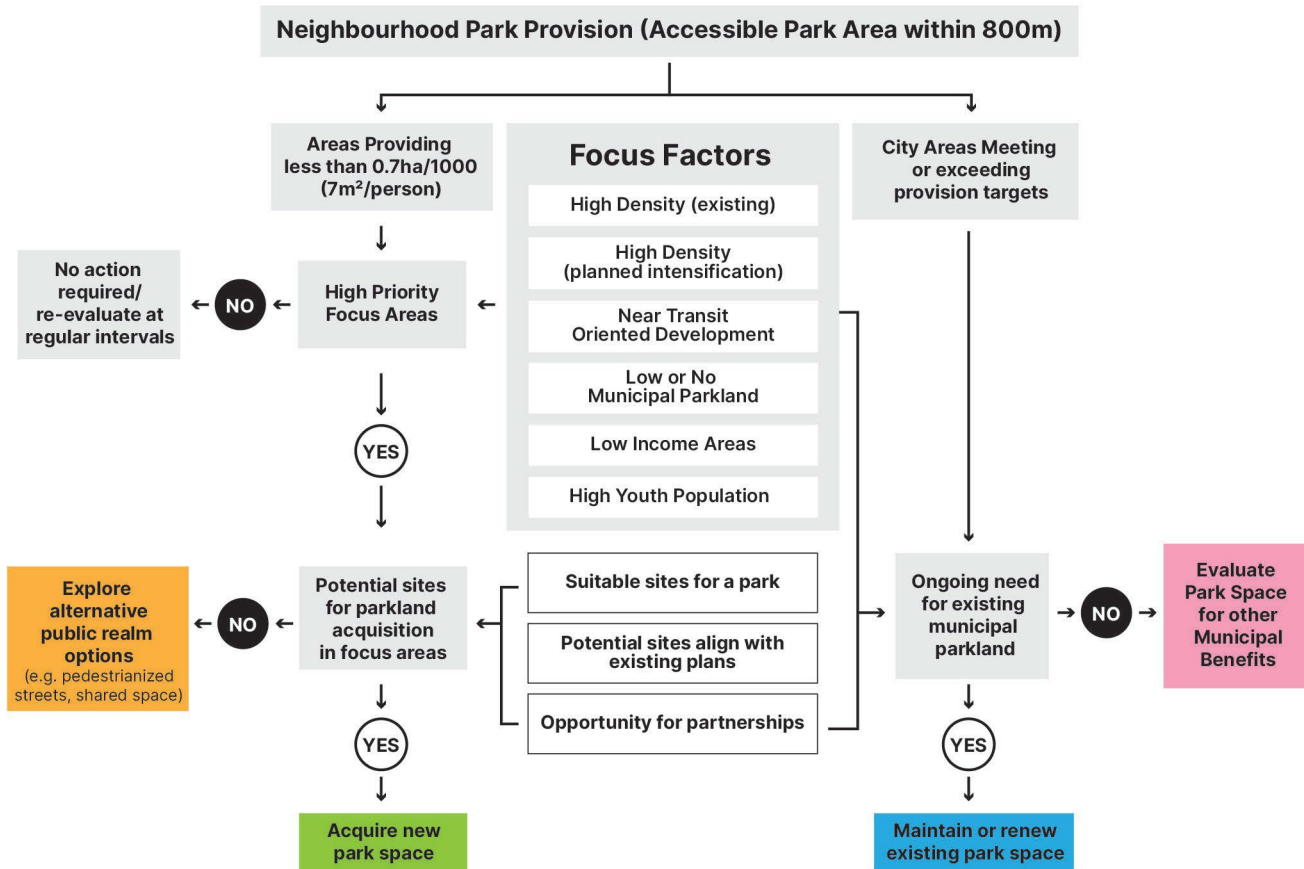 Neighbourhood Park Provision (Accessible Park Area within 800m)
Areas Providing
less than 0.7ha/1000
(7m²/person)
Focus Factors
High Density (existing)
High Density
(planned intensification)
Near Transit
Oriented Development
Low or No
Municipal Parkland
Low Income Areas
High Youth Population
City Areas Meeting
or exceeding
provision targets
No action
required/
re-evaluate at
regular intervals
NO
High Priority
Focus Areas
YES
Explore
alternative
public realm
options
(e.g. pedestrianized
streets, shared space)
NO
Potential sites
for parkland
acquisition
in focus areas
Suitable sites for a park
Potential sites align with
existing plans
Opportunity for partnerships
Ongoing need
for existing
municipal
parkland
NO
Evaluate
Park Space
for other
Municipal
Benefits
YES
YES
Acquire new
park space
Maintain or renew
existing park space